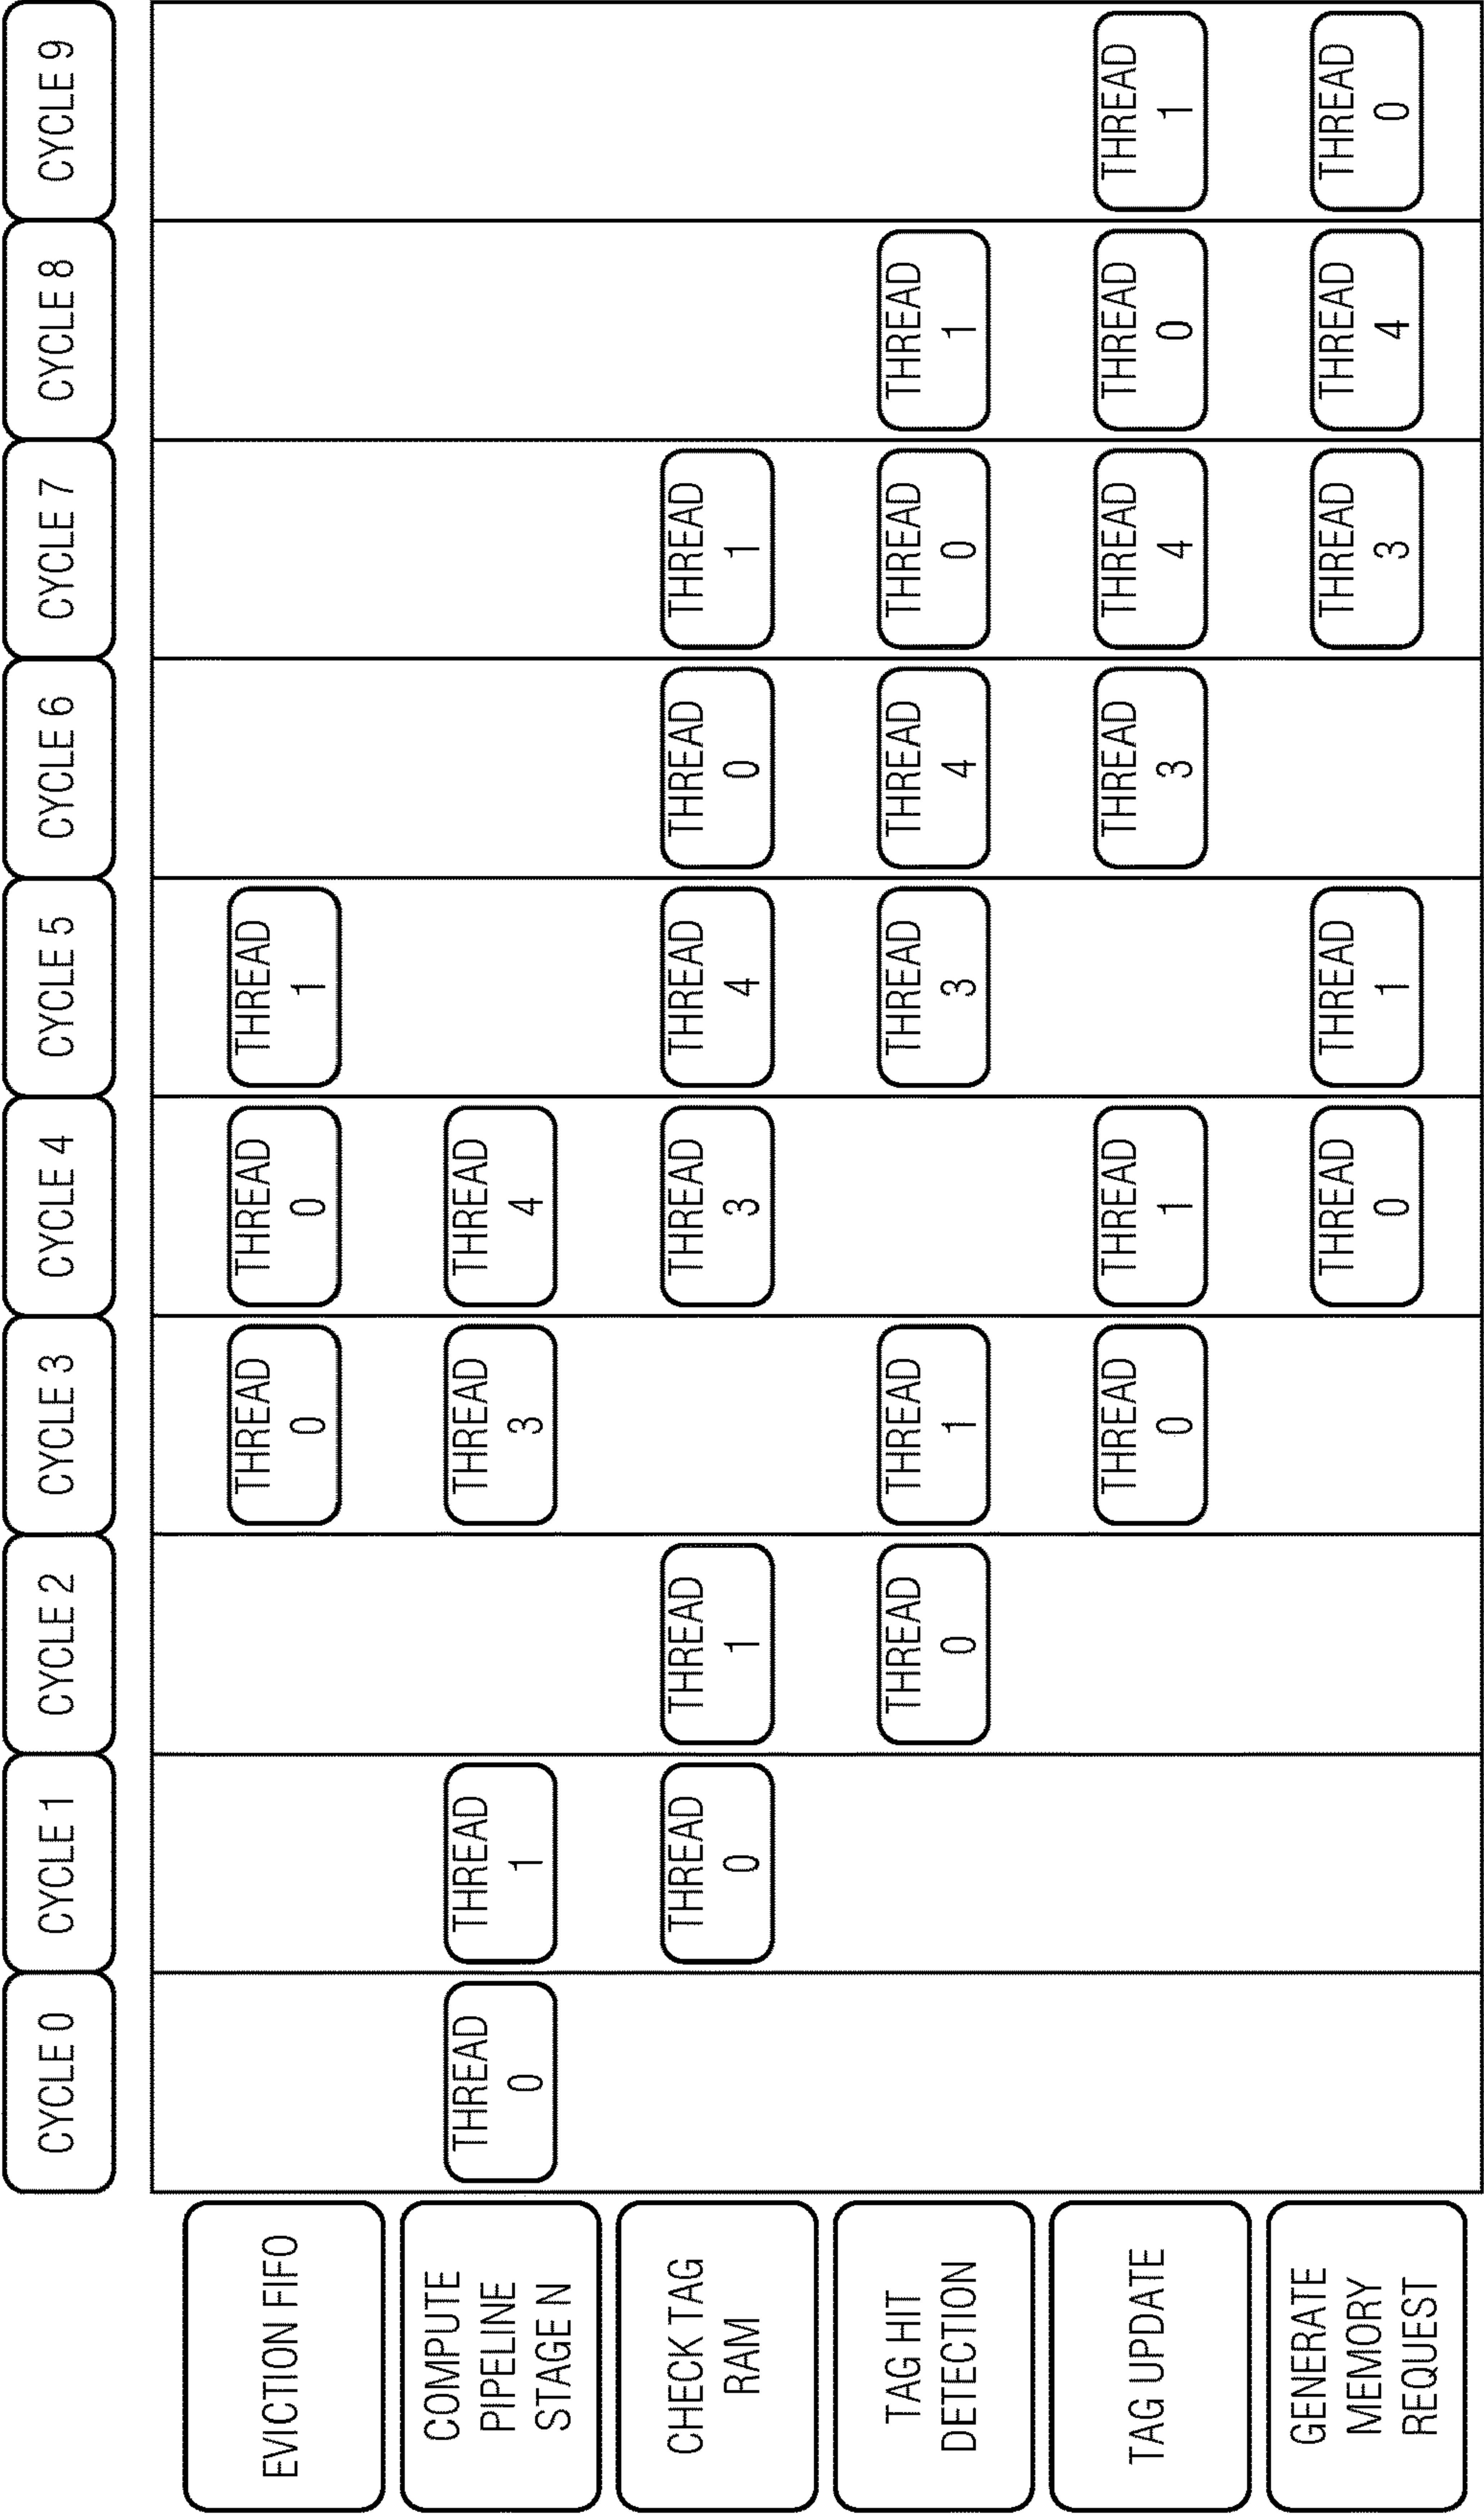 CYCLE 0
CYCLE 1
CYCLE 2
CYCLE 3
CYCLE 4
CYCLE 5
CYCLE 6
CYCLE 7
CYCLE 8
CYCLE 9
EVICTION FIFO
THREAD
0
THREAD
0
THREAD
1
COMPUTE
PIPELINE
STAGE N
THREAD
0
THREAD
1
THREAD
3
THREAD
4
CHECK TAG
RAM
THREAD
0
THREAD
1
THREAD
3
THREAD
4
THREAD
0
THREAD
1
TAG HIT
DETECTION
THREAD
0
THREAD
1
THREAD
3
THREAD
4
THREAD
0
THREAD
1
TAG UPDATE
THREAD
0
THREAD
1
THREAD
3
THREAD
4
THREAD
0
THREAD
1
GENERATE
MEMORY
REQUEST
THREAD
0
THREAD
1
THREAD
3
THREAD
4
THREAD
0